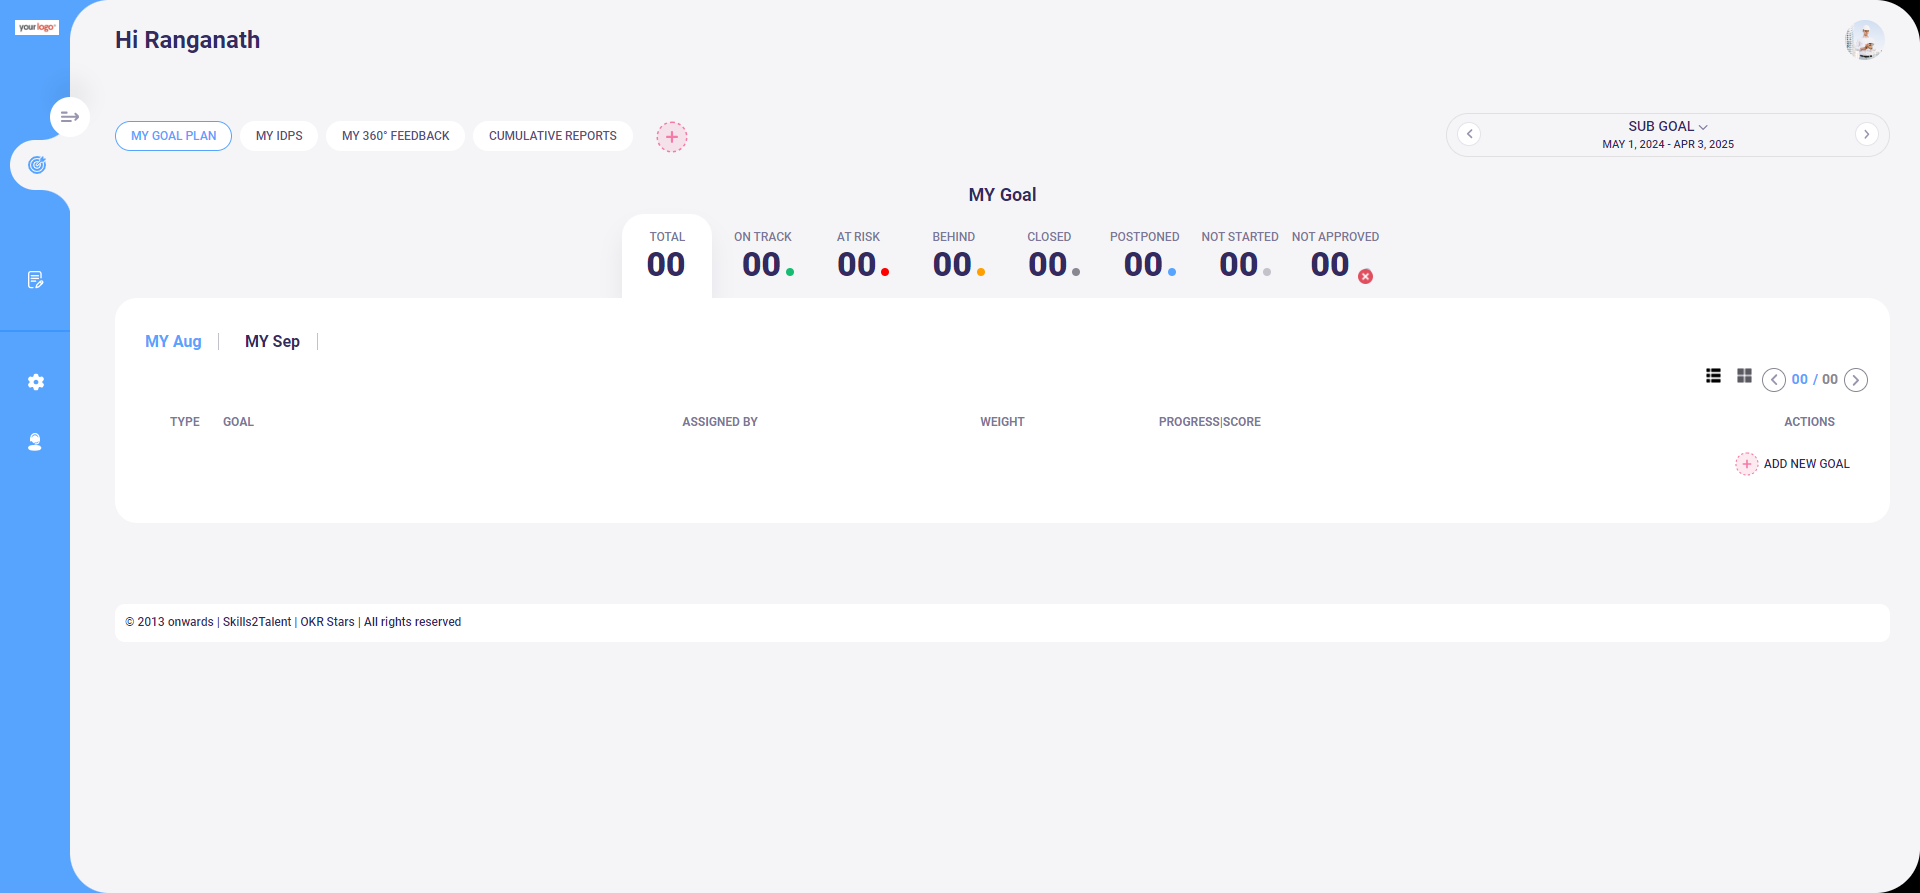 yourlogo
Hi Ranganath
MY GOAL PLAN
MY IDPS
MY 360° FEEDBACK
CUMULATIVE REPORTS
SUB GOAL
MAY 1, 2024 - APR 3, 2025
MY Goal
TOTAL
00
ON TRACK
00
AT RISK
00
BEHIND
00
CLOSED
00
POSTPONED
00
NOT STARTED
00
NOT APPROVED
00
MY Aug
MY Sep
00 / 00
TYPE GOAL ASSIGNED BY WEIGHT PROGRESS|SCORE ACTIONS
ADD NEW GOAL
© 2013 onwards | Skills2Talent | OKR Stars | All rights reserved